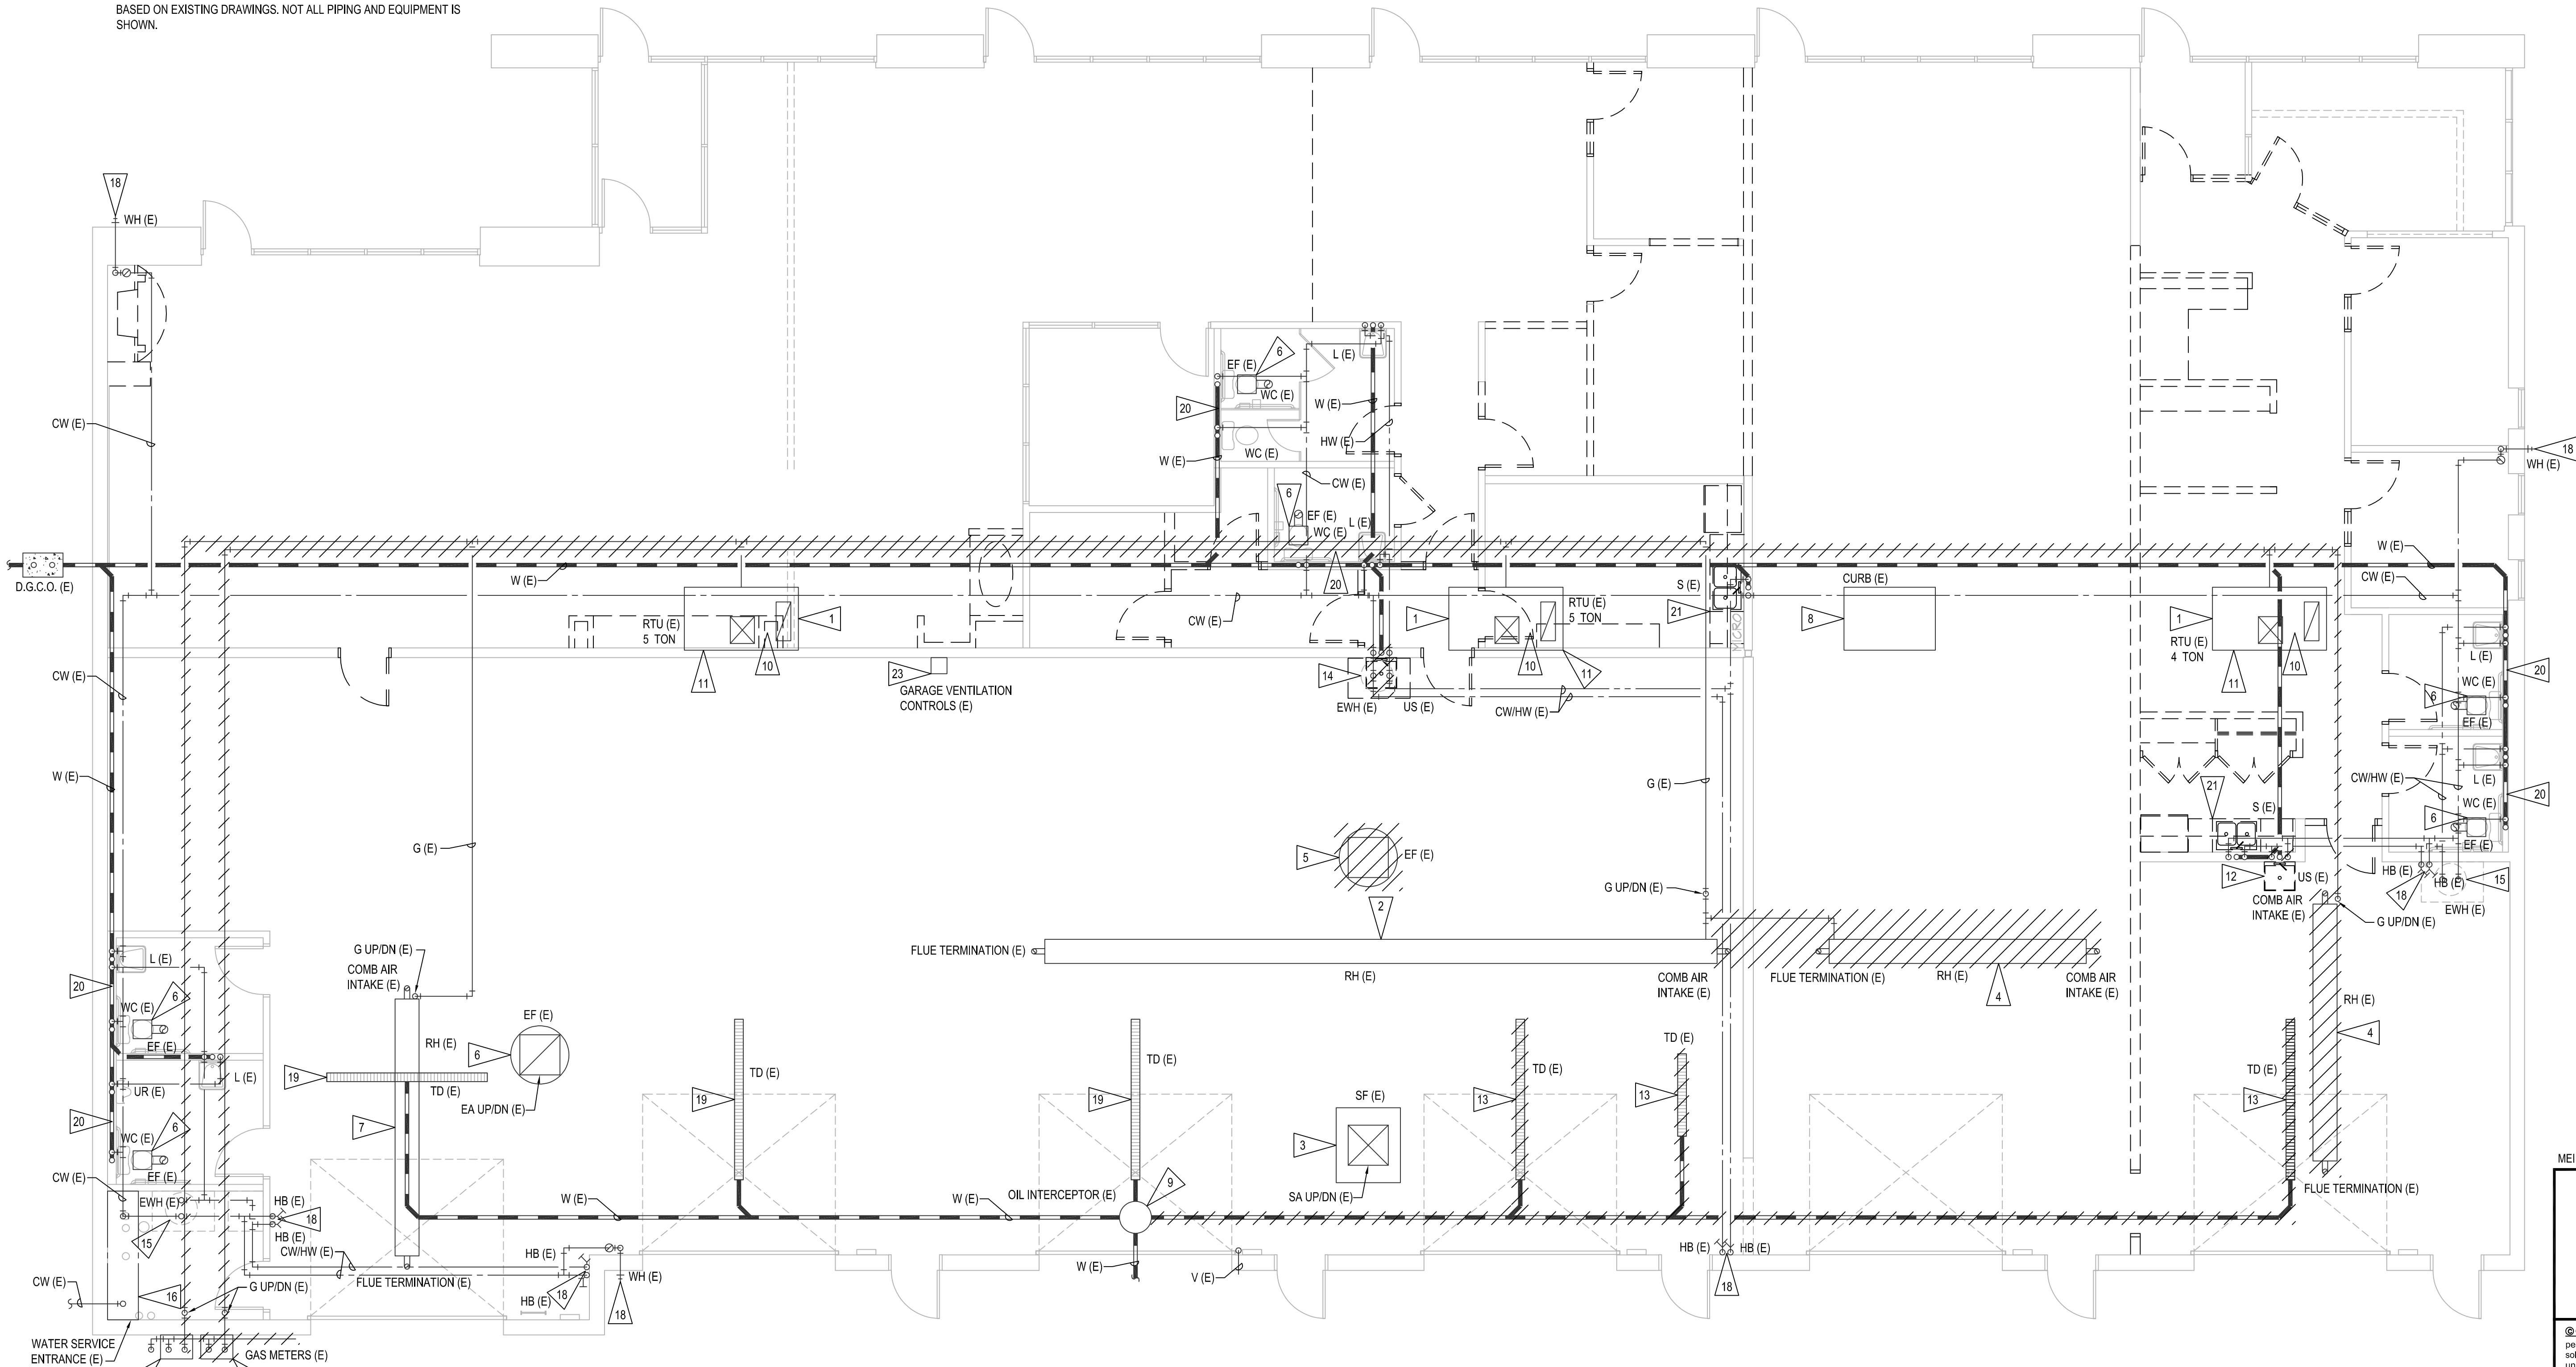 BASED ON EXISTING DRAWINGS. NOT ALL PIPING AND EQUIPMENT IS
SHOWN.
18
WH (E)
EF (E)
6
L (E)
WC (E)
20
W (E)
CW (E)
HW (E)
W (E)
WC (E)
18
WH (E)
CW (E)
6
EF (E)
L (E)
WC (E)
W (E)
D.G.C.O. (E)
W (E)
20
S (E)
CURB (E)
CW (E)
RTU (E)
5 TON
1
CW (E)
1
RTU (E)
5 TON
21
8
1
RTU (E)
4 TON
MICRO
10
10
10
L (E)
CW (E)
11
23
GARAGE VENTILATION
CONTROLS (E)
14
11
11
20
WC (E)
6
EWH (E)
US (E)
CW/HW (E)
EF (E)
W (E)
G (E)
CW/HW (E)
L (E)
21
20
WC (E)
S (E)
6
G (E)
5
EF (E)
EF (E)
G UP/DN (E)
12
US (E)
HB (E)
HB (E)
15
18
COMB AIR
INTAKE (E)
EWH (E)
2
G UP/DN (E)
G UP/DN (E)
FLUE TERMINATION (E)
L (E)
COMB AIR
INTAKE (E)
RH (E)
COMB AIR
INTAKE (E)
FLUE TERMINATION (E)
RH (E)
4
COMB AIR
INTAKE (E)
20
6
WC (E)
RH (E)
EF (E)
EF (E)
RH (E)
6
TD (E)
TD (E)
TD (E)
TD (E)
4
TD (E)
19
TD (E)
L (E)
UR (E)
EA UP/DN (E)
19
19
SF (E)
13
13
13
20
7
6
WC (E)
3
EF (E)
CW (E)
MEI
EWH (E)
HB (E)
W (E)
W (E)
OIL INTERCEPTOR (E)
9
SA UP/DN (E)
FLUE TERMINATION (E)
18
HB (E)
15
CW/HW (E)
HB (E)
WH (E)
W (E)
V (E)
HB (E)
HB (E)
CW (E)
16
G UP/DN (E)
FLUE TERMINATION (E)
18
HB (E)
18
18
WATER SERVICE
ENTRANCE (E)
GAS METERS (E)
©